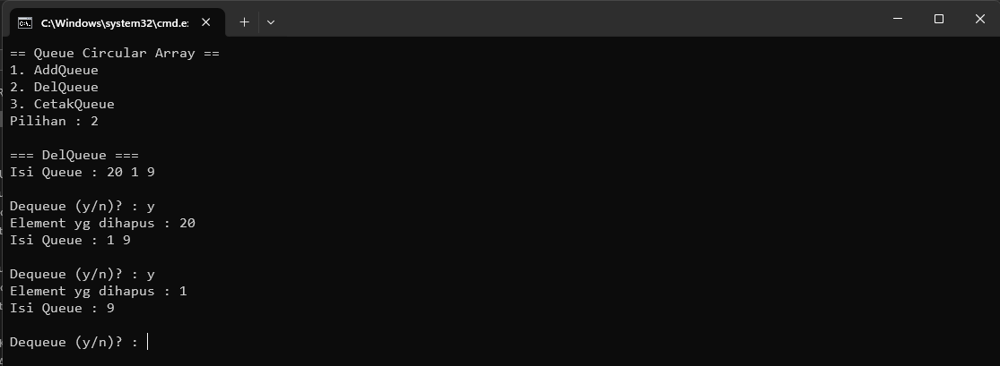 C:\Windows\system32\cmd.e
== Queue Circular Array ==
1. AddQueue
2. DelQueue
3. CetakQueue
Pilihan : 2
=== DelQueue ===
Isi Queue : 20 1 9
Dequeue (y/n)? : y
Element yg dihapus : 20
Isi Queue : 1 9
Dequeue (y/n)? : y
Element yg dihapus : 1
Isi Queue : 9
Dequeue (y/n)? :